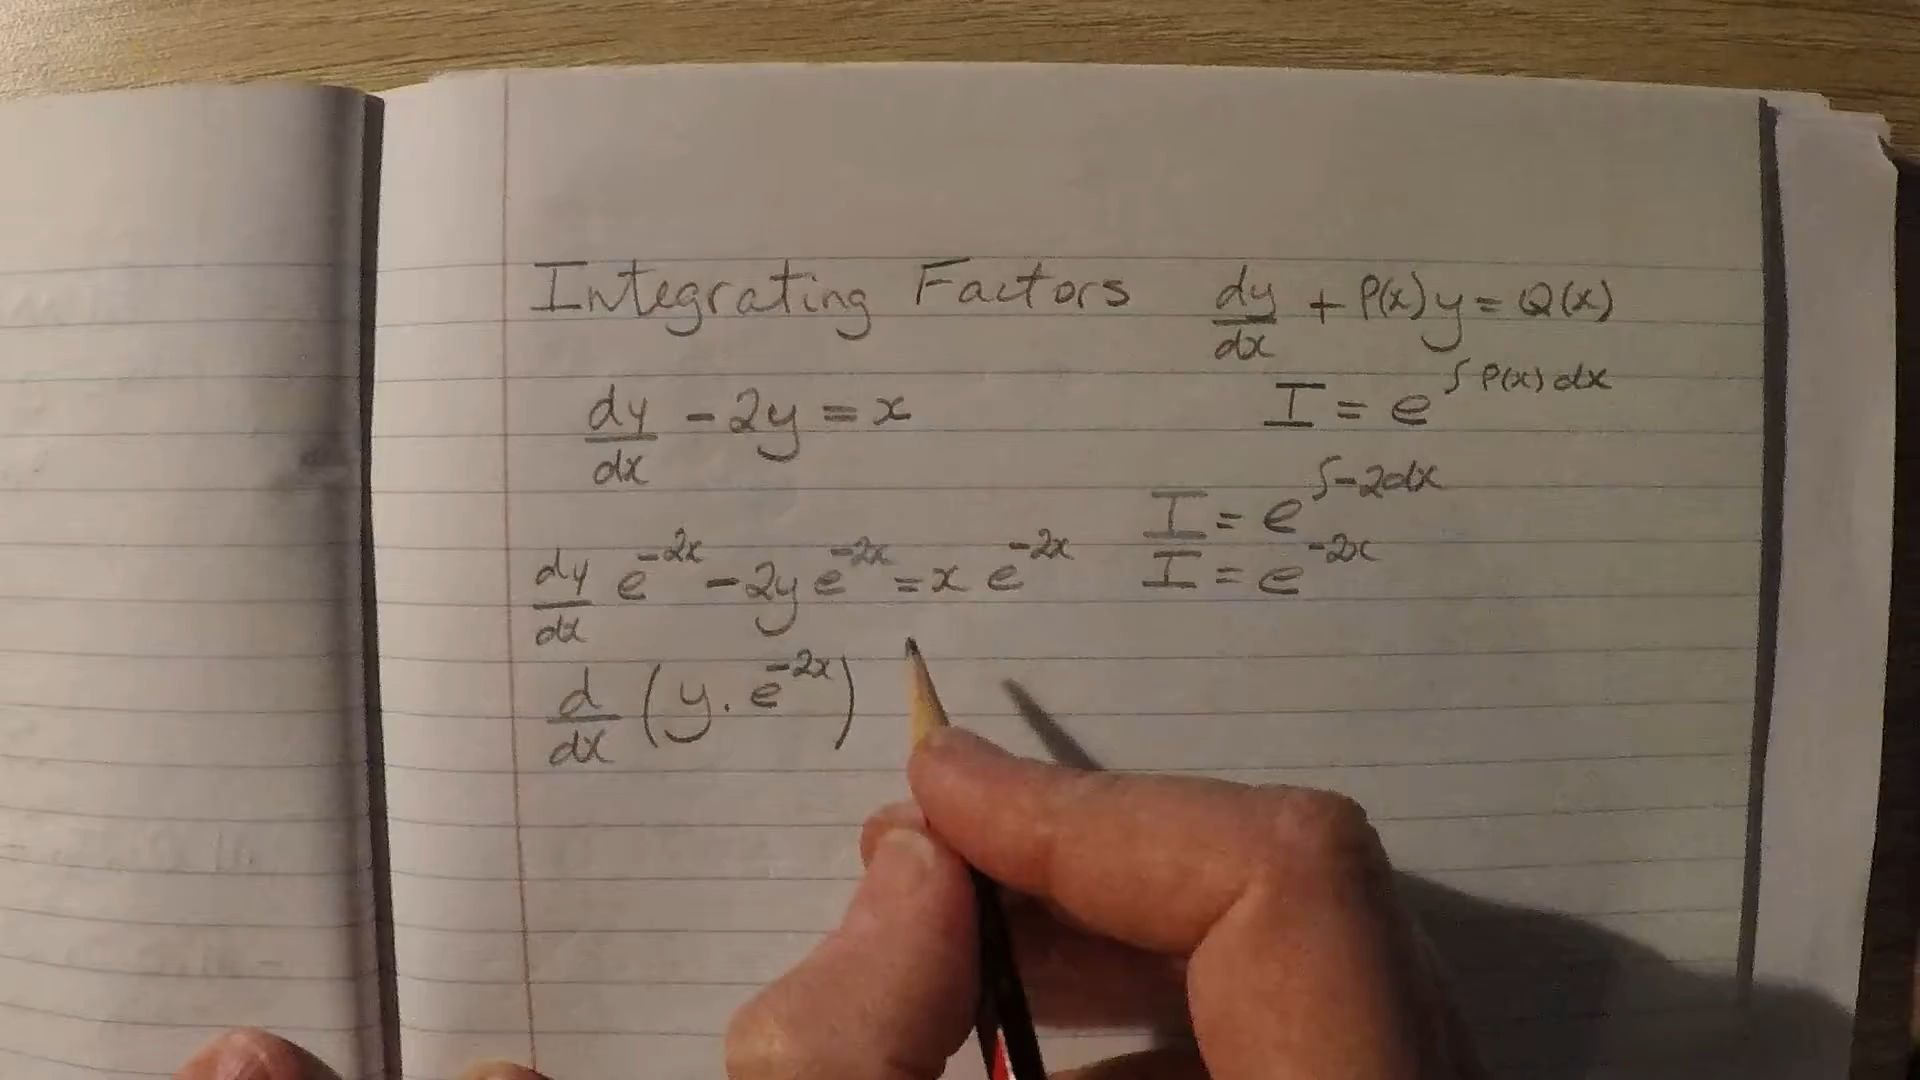 Integrating Factors dy/dx + P(x)y = Q(x)
dy/dx - 2y = x I = e^∫P(x)dx
I = e^∫-2dx
dy/dx e^-2x - 2y e^-2x = x e^-2x I = e^-2x
d/dx (y . e^-2x)